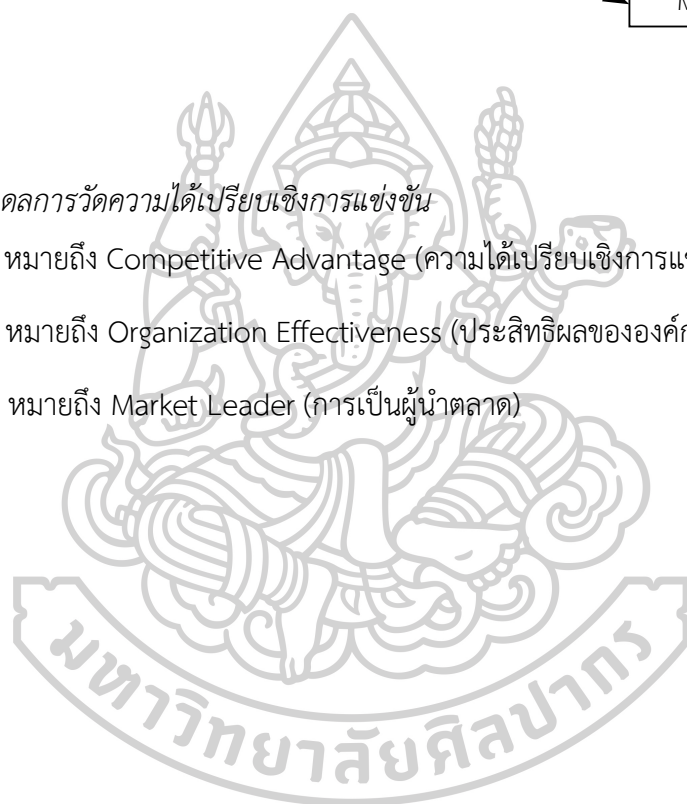 ดลการวัดความได้เปรียบเชิงการแข่งขัน
หมายถึง Competitive Advantage (ความได้เปรียบเชิงการแ
หมายถึง Organization Effectiveness (ประสิทธิผลขององค์ก
หมายถึง Market Leader (การเป็นผู้นำตลาด)
มหาวิทยาลัยศิลปากร